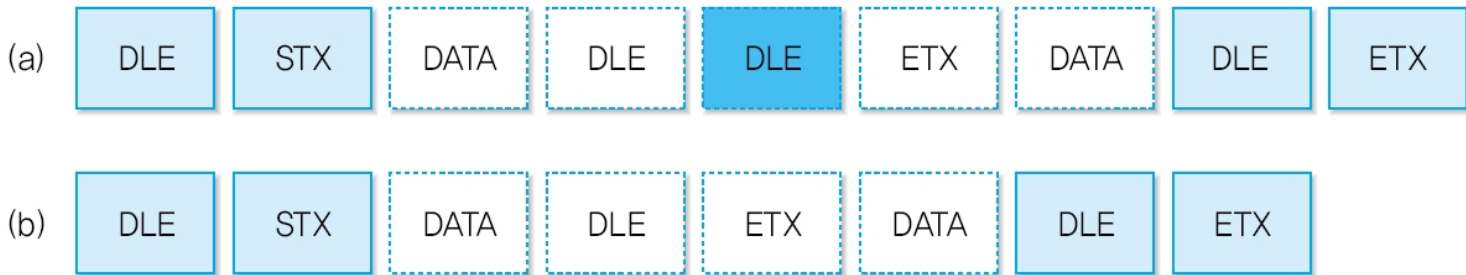 (a) DLE STX DATA DLE DLE ETX DATA DLE ETX
(b) DLE STX DATA DLE ETX DATA DLE ETX